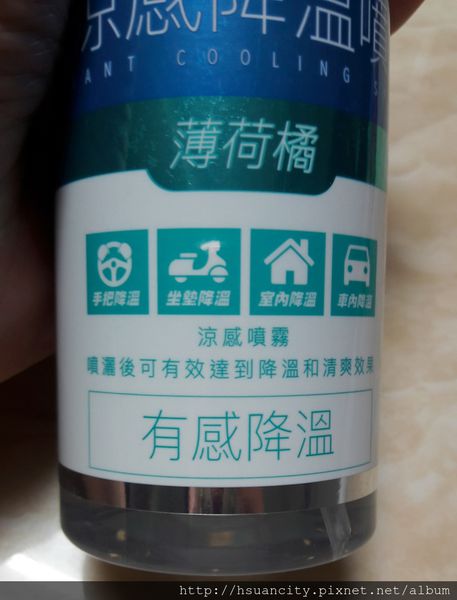 涼感降溫噴
ANT COOLING S
薄荷橘
手把降溫 坐墊降溫 室內降溫 車內降溫
涼感噴霧
噴灑後可有效達到降溫和清爽效果
有感降溫
http://hsuancity.pixnet.net/album